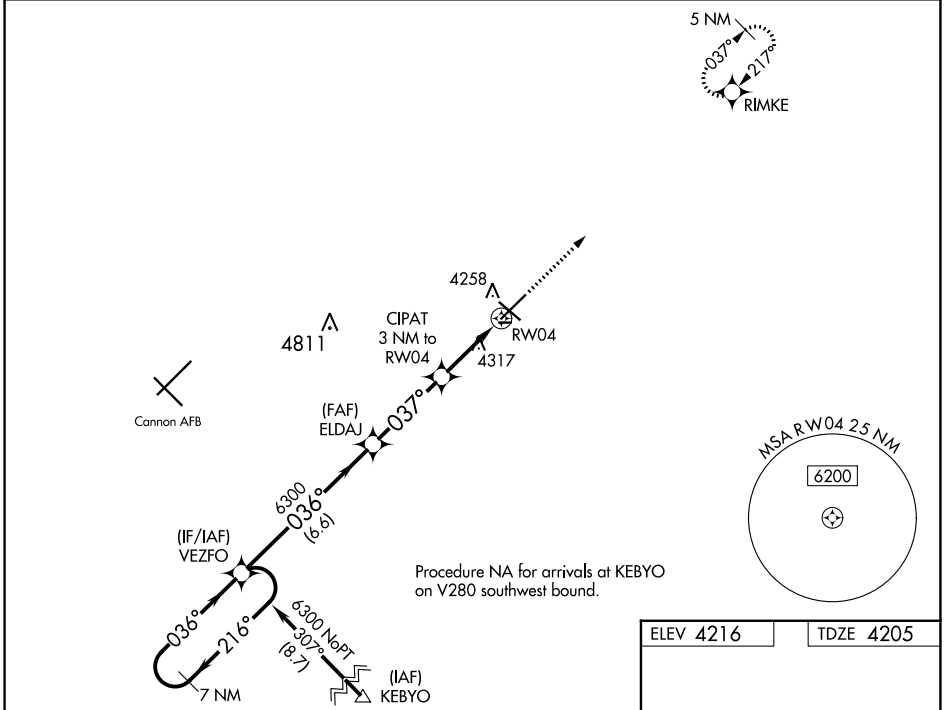 5 NM
037°
217°
RIMKE
4258
4811
CIPAT
3 NM to
RW04
RW04
4317
Cannon AFB
(FAF)
ELDAJ
037°
MSA RW04 25 NM
6200
6300
036°
(6.6)
(IF/IAF)
VEZFO
Procedure NA for arrivals at KEBYO
on V280 southwest bound.
036°
216°
7 NM
6300 NoPT
307°
(8.7)
(IAF)
KEBYO
ELEV 4216
TDZE 4205